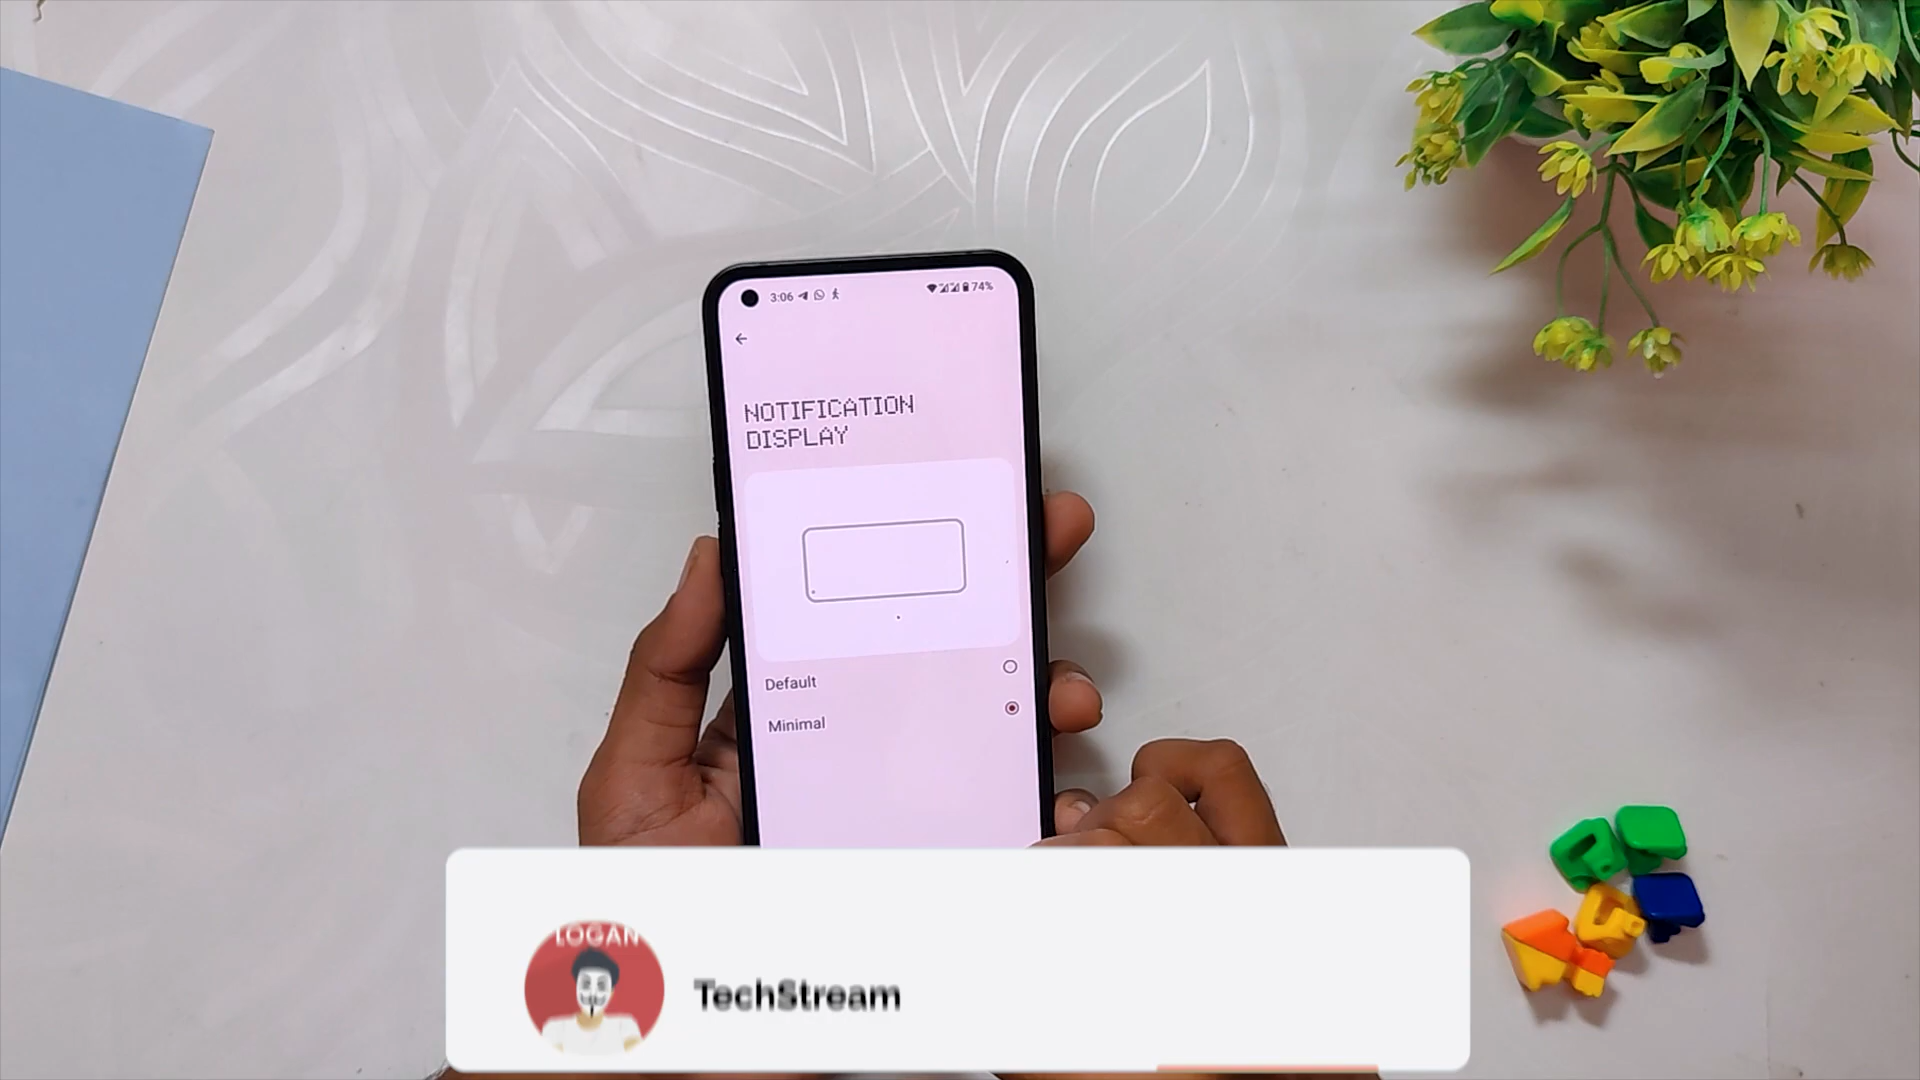 3:06
74%
NOTIFICATION
DISPLAY
Default
Minimal
LOGAN
TechStream